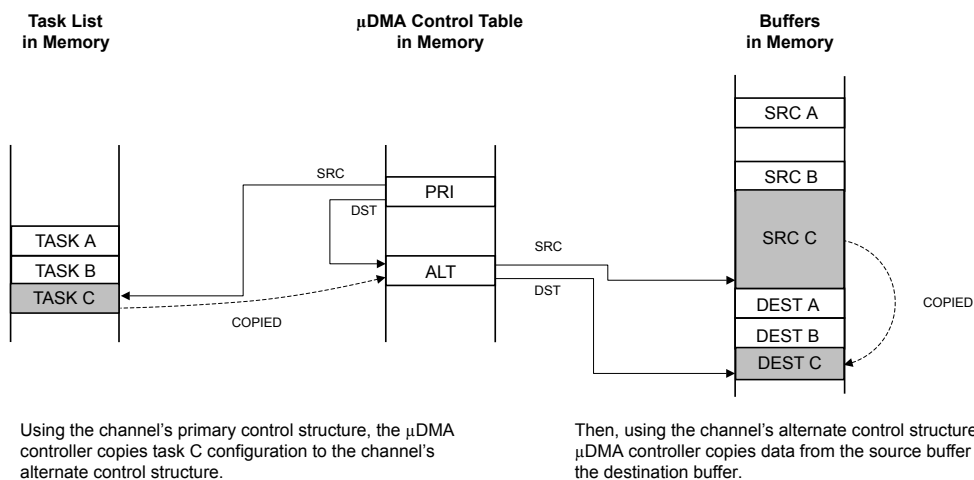 Task List
in Memory
μDMA Control Table
in Memory
Buffers
in Memory
SRC A
SRC B
SRC C
DEST A
DEST B
DEST C
SRC
PRI
DST
ALT
SRC
DST
TASK A
TASK B
TASK C
COPIED
COPIED
Using the channel's primary control structure, the μDMA
controller copies task C configuration to the channel's
alternate control structure.
Then, using the channel's alternate control structure
μDMA controller copies data from the source buffer
the destination buffer.